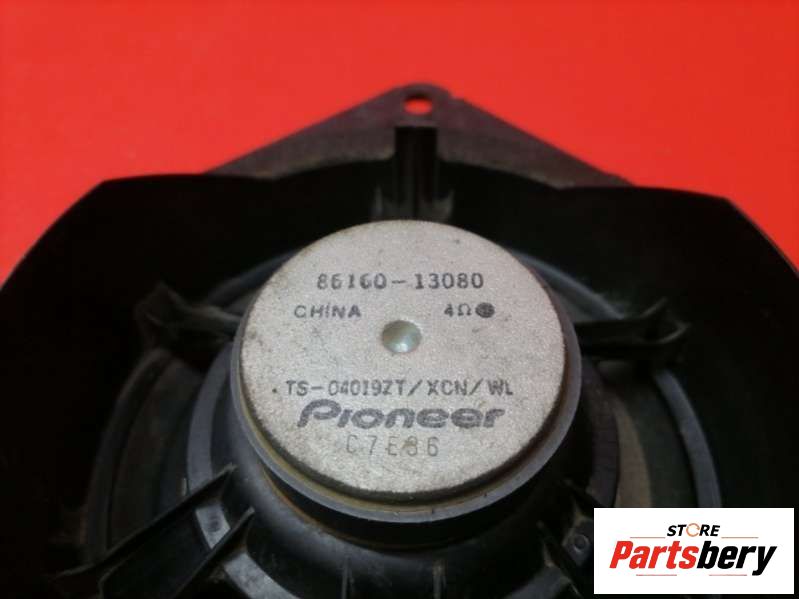 86160-13080
CHINA 4Ω
TS-04019ZT/XCN/WL
Pioneer
C7E86
STORE
Partsbery